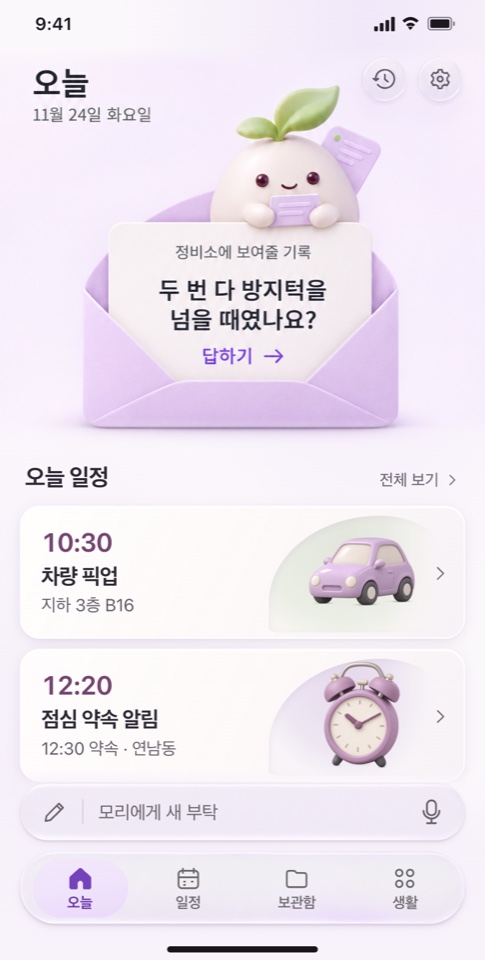 9:41
오늘
11월 24일 화요일
정비소에 보여줄 기록
두 번 다 방지턱을
넘을 때였나요?
답하기 →
오늘 일정
전체 보기 >
10:30
차량 픽업
지하 3층 B16
12:20
점심 약속 알림
12:30 약속 · 연남동
모리에게 새 부탁
오늘
일정
보관함
생활